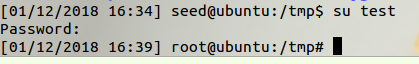 [01/12/2018 16:34] seed@ubuntu:/tmp$ su test
Password:
[01/12/2018 16:39] root@ubuntu:/tmp#